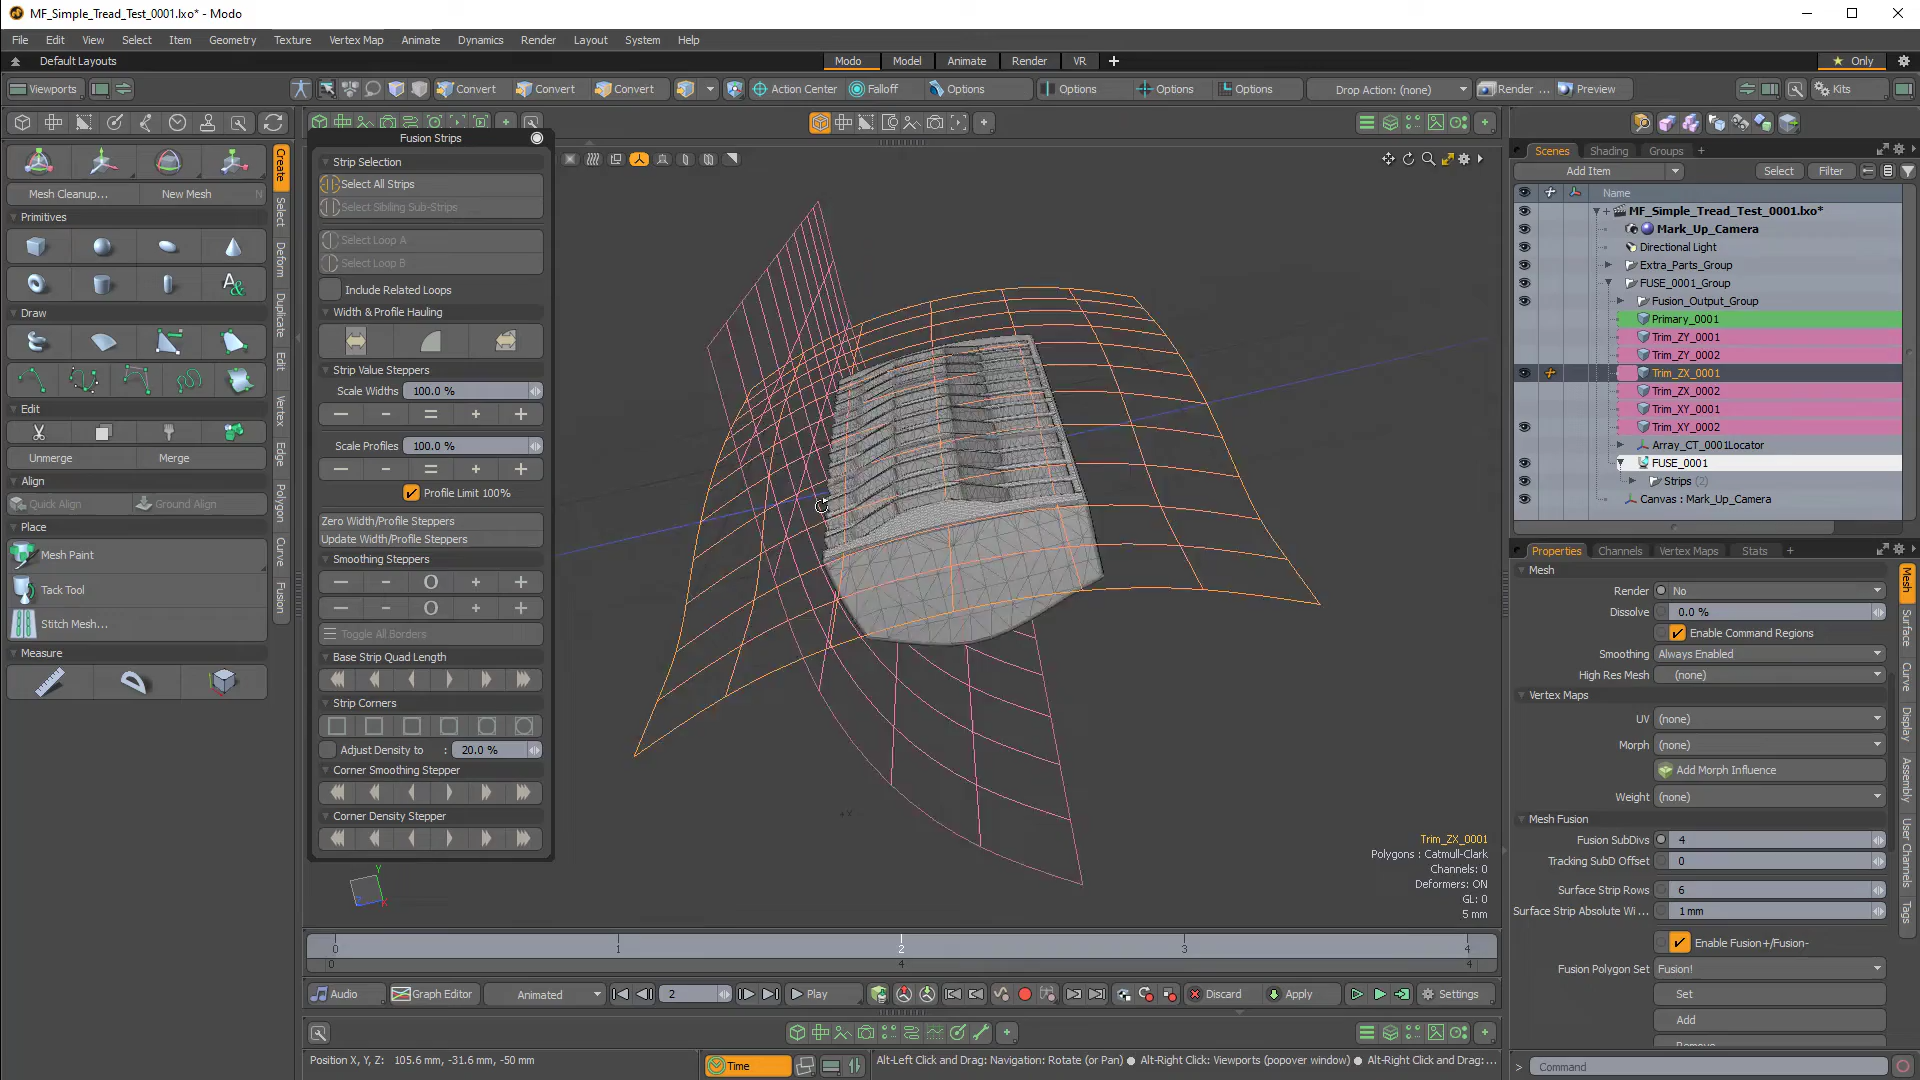 MF_Simple_Tread_Test_0001.lxo* - Modo
File Edit View Select Item Geometry Texture Vertex Map Animate Dynamics Render Layout System Help
Default Layouts
Modo Model Animate Render VR
Only
Viewports
Convert Convert Convert
Action Center Falloff Options Options Options Options
Drop Action: (none) Render ... Preview Kits
Mesh Cleanup... New Mesh N
Primitives
Draw
Edit
Unmerge Merge
Align
Quick Align Ground Align
Place
Mesh Paint
Tack Tool
Stitch Mesh...
Measure
Create
Select
Deform
Duplicate
Edit
Vertex
Edge
Polygon
Curve
Fusion
Fusion Strips
Strip Selection
Select All Strips
Select Sibiling Sub-Strips
Select Loop A
Select Loop B
Include Related Loops
Width & Profile Hauling
Strip Value Steppers
Scale Widths 100.0 %
Scale Profiles 100.0 %
Profile Limit 100%
Zero Width/Profile Steppers
Update Width/Profile Steppers
Smoothing Steppers
Toggle All Borders
Base Strip Quad Length
Strip Corners
Adjust Density to : 20.0 %
Corner Smoothing Stepper
Corner Density Stepper
Trim_ZX_0001
Polygons : Catmull-Clark
Channels: 0
Deformers: ON
GL: 0
5 mm
0 1 2 3 4
0 4 4
Audio Graph Editor Animated 2 Play Discard Apply Settings
Position X, Y, Z: 105.6 mm, -31.6 mm, -50 mm
Time
Alt-Left Click and Drag: Navigation: Rotate (or Pan) ● Alt-Right Click: Viewports (popover window) ● Alt-Right Click and Drag: ...
Scenes Shading Groups
Add Item Select Filter
Name
MF_Simple_Tread_Test_0001.lxo*
Mark_Up_Camera
Directional Light
Extra_Parts_Group
FUSE_0001_Group
Fusion_Output_Group
Primary_0001
Trim_ZY_0001
Trim_ZY_0002
Trim_ZX_0001
Trim_ZX_0002
Trim_XY_0001
Trim_XY_0002
Array_CT_0001Locator
FUSE_0001
Strips (2)
Canvas : Mark_Up_Camera
Properties Channels Vertex Maps Stats
Mesh
Render No
Dissolve 0.0 %
Enable Command Regions
Smoothing Always Enabled
High Res Mesh (none)
Vertex Maps
UV (none)
Morph (none)
Add Morph Influence
Weight (none)
Mesh Fusion
Fusion SubDivs 4
Tracking SubD Offset 0
Surface Strip Rows 6
Surface Strip Absolute Wi ... 1 mm
Enable Fusion+/Fusion-
Fusion Polygon Set Fusion!
Set
Add
Mesh
Surface
Curve
Display
Assembly
User Channels
Tags
Command